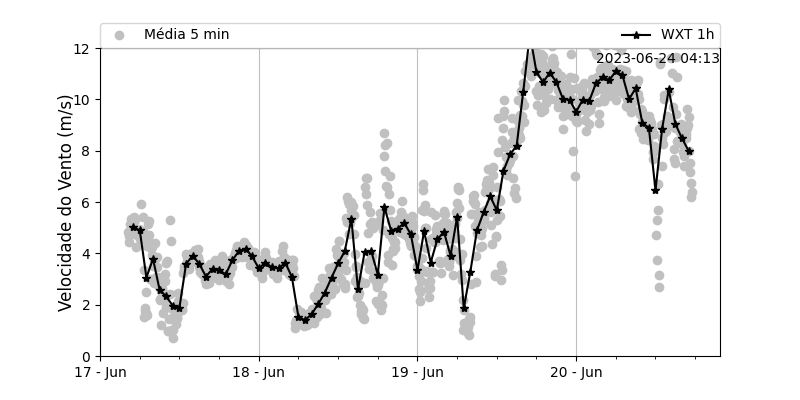 Média 5 min
WXT 1h
2023-06-24 04:13
Velocidade do Vento (m/s)
12
10
8
6
4
2
0
17 - Jun
18 - Jun
19 - Jun
20 - Jun